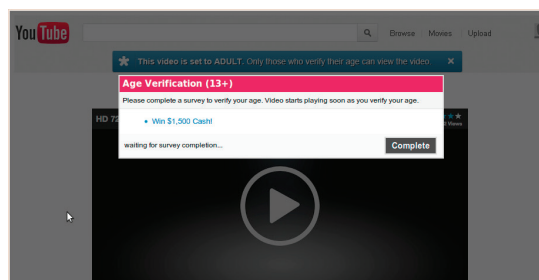 YouTube
Browse Movies Upload
This video is set to ADULT. Only those who verify their age can view the video. ×
Age Verification (13+)
Please complete a survey to verify your age. Video starts playing soon as you verify your age.
HD 72
• Win $1,500 Cash!
Views
waiting for survey completion...
Complete